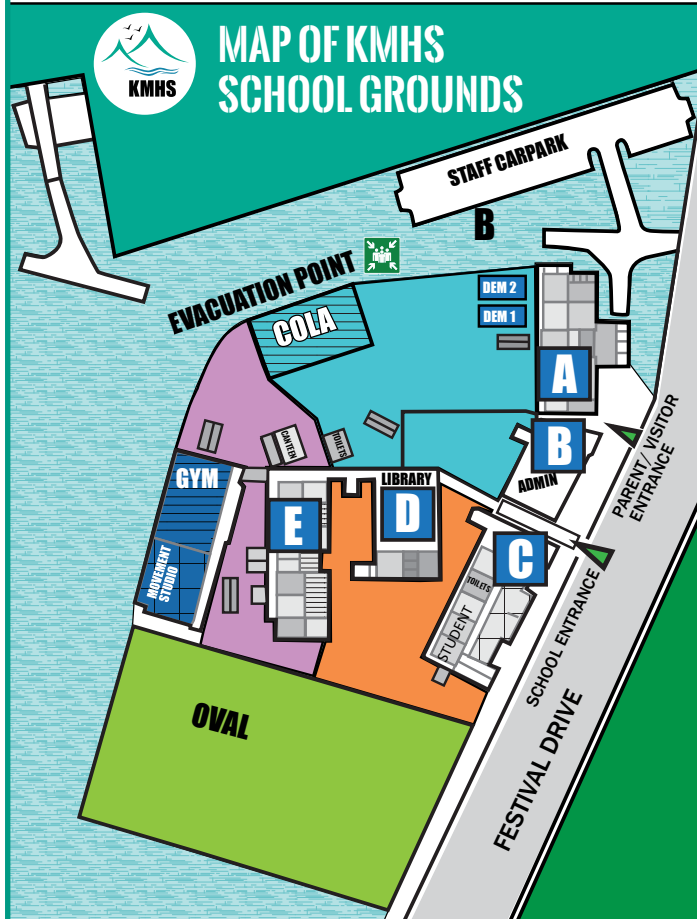 KMHS
MAP OF KMHS
SCHOOL GROUNDS
STAFF CARPARK
B
EVACUATION POINT
COLA
DEM 2
DEM 1
A
PARENT/ VISITOR
ENTRANCE
B
ADMIN
CANTEEN
TOILETS
GYM
LIBRARY
D
E
C
MOVEMENT
STUDIO
TOILETS
STUDENT
SCHOOL ENTRANCE
OVAL
FESTIVAL DRIVE